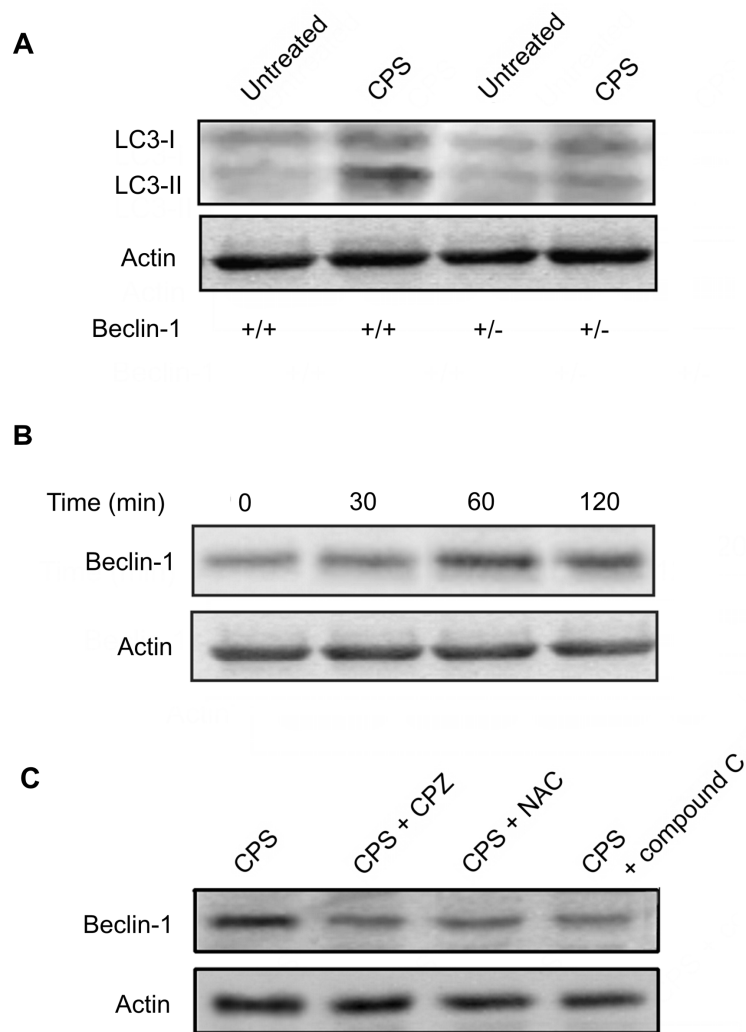 A
Untreated CPS Untreated CPS
LC3-I
LC3-II
Actin
Beclin-1 +/+ +/+ +/- +/-
B
Time (min) 0 30 60 120
Beclin-1
Actin
C
CPS CPS + CPZ CPS + NAC CPS + compound C
Beclin-1
Actin